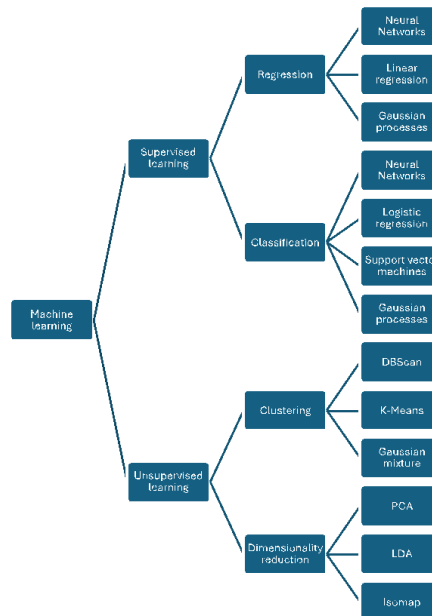 Machine
learning
Supervised
learning
Regression
Neural
Networks
Linear
regression
Gaussian
processes
Classification
Neural
Networks
Logistic
regression
Support vector
machines
Gaussian
processes
Unsupervised
learning
Clustering
DBScan
K-Means
Gaussian
mixture
Dimensionality
reduction
PCA
LDA
Isomap